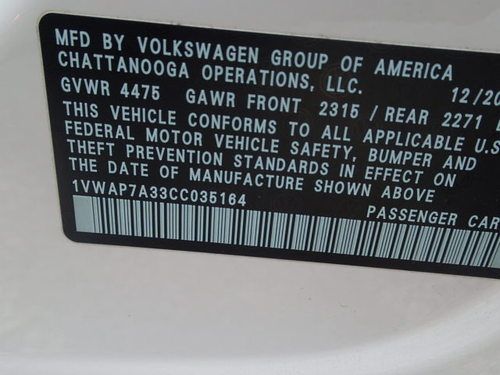 MFD BY VOLKSWAGEN GROUP OF AMERICA
CHATTANOOGA OPERATIONS, LLC. 12/20
GVWR 4475 GAWR FRONT 2315 / REAR 2271
THIS VEHICLE CONFORMS TO ALL APPLICABLE U.S
FEDERAL MOTOR VEHICLE SAFETY, BUMPER AND
THEFT PREVENTION STANDARDS IN EFFECT ON
THE DATE OF MANUFACTURE SHOWN ABOVE
1VWAP7A33CC035164 PASSENGER CAR